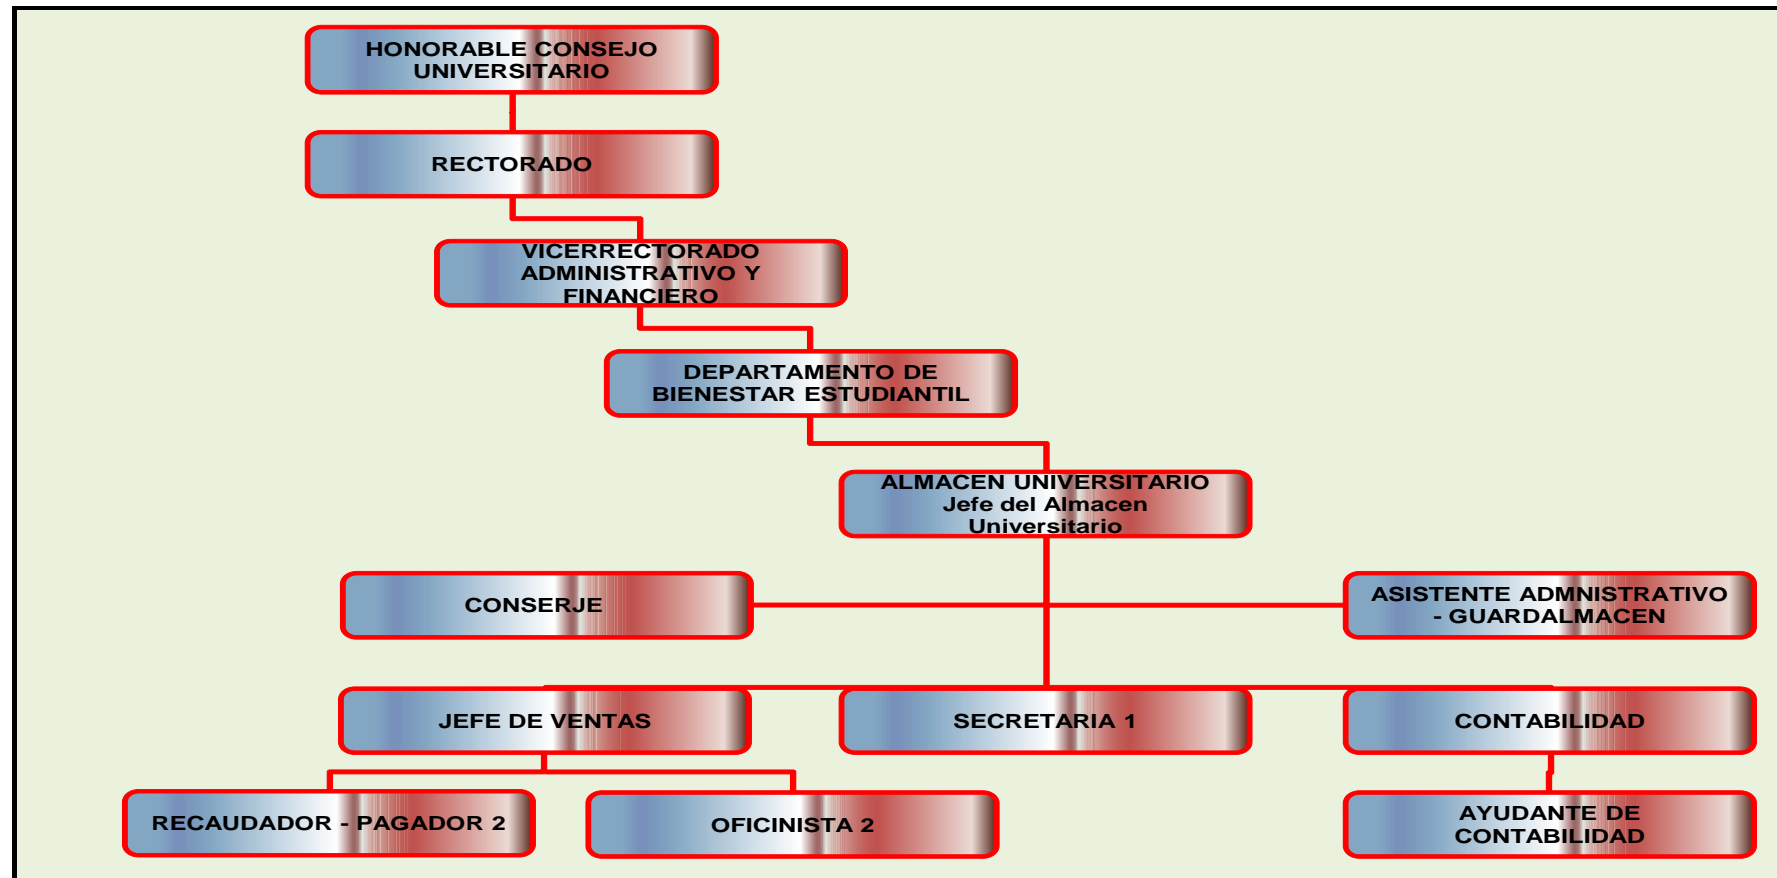 HONORABLE CONSEJO
UNIVERSITARIO
RECTORADO
VICERRECTORADO
ADMINISTRATIVO Y
FINANCIERO
DEPARTAMENTO DE
BIENESTAR ESTUDIANTIL
ALMACEN UNIVERSITARIO
Jefe del Almacen
Universitario
CONSERJE
ASISTENTE ADMNISTRATIVO
- GUARDALMACEN
JEFE DE VENTAS
SECRETARIA 1
CONTABILIDAD
RECAUDADOR - PAGADOR 2
OFICINISTA 2
AYUDANTE DE
CONTABILIDAD